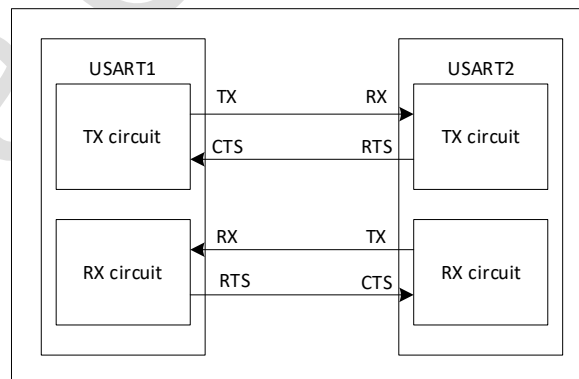 USART1 USART2
TX RX
TX circuit TX circuit
CTS RTS
RX TX
RX circuit RX circuit
RTS CTS